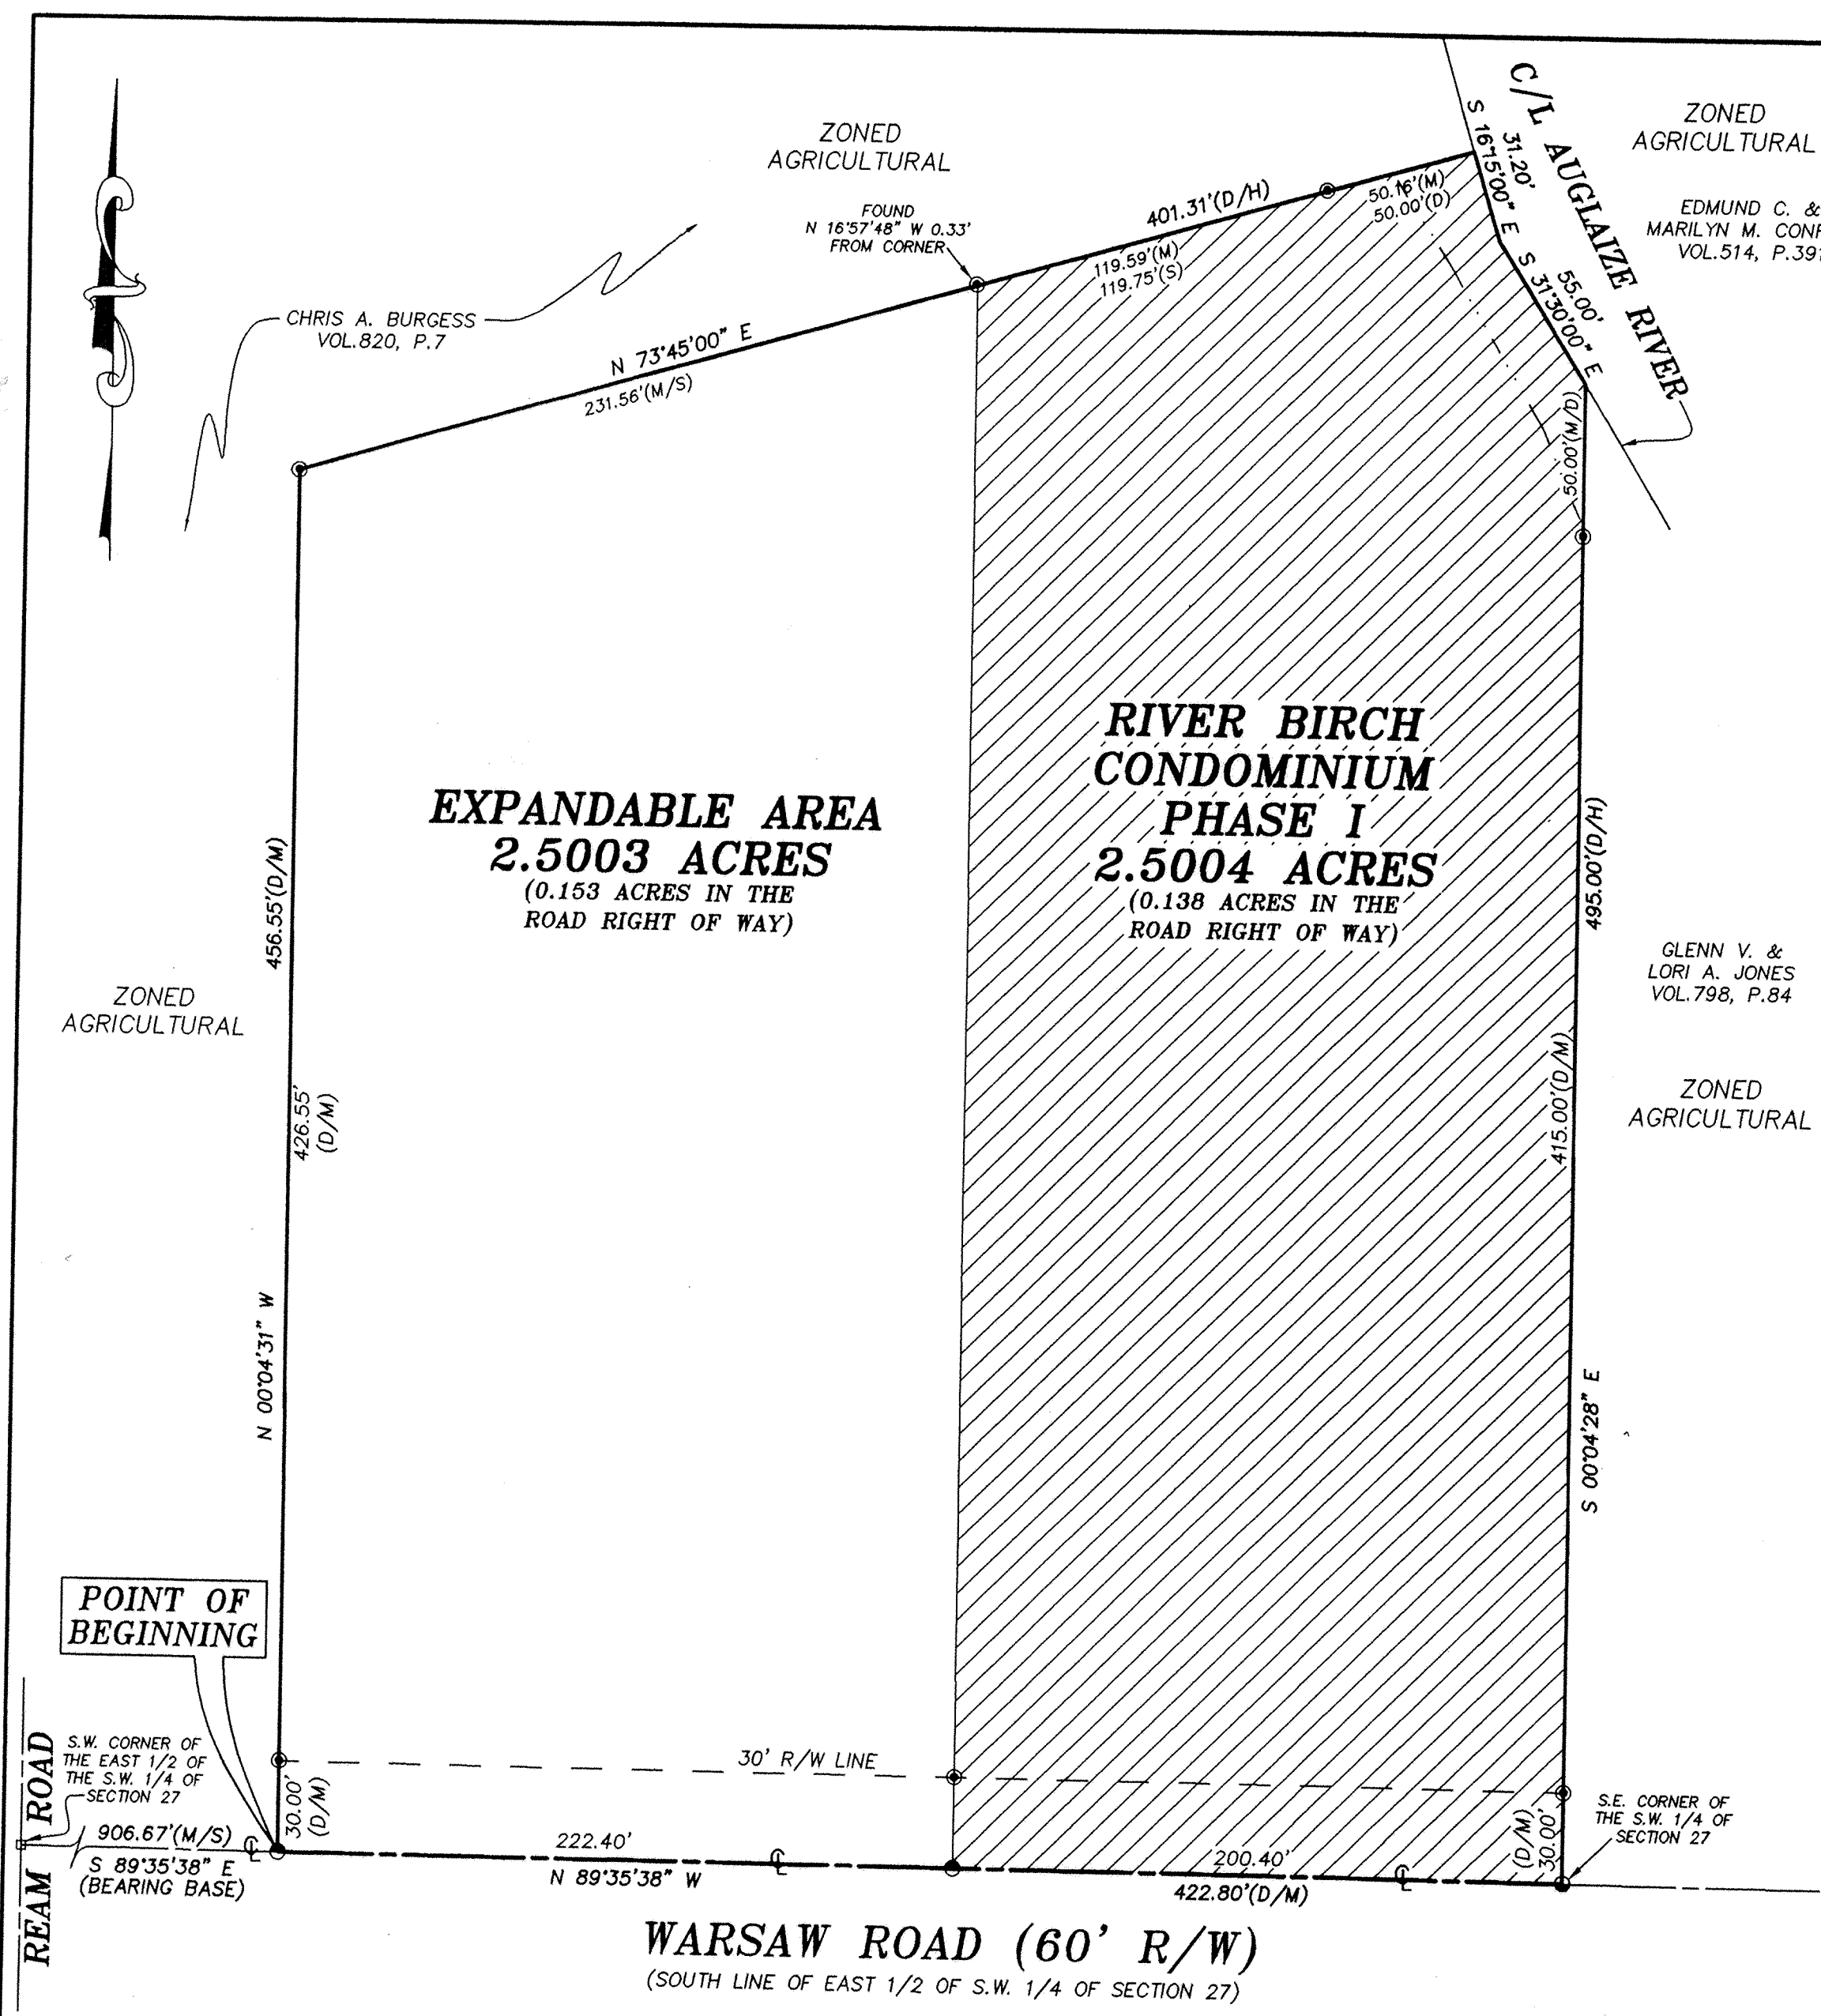 C/L AUGLAIZE RIVER
S 16°15'00" E
31.20'
S 31°30'00" E
55.00'
ZONED
AGRICULTURAL
ZONED
AGRICULTURAL
EDMUND C. &
MARILYN M.
VOL.514,
FOUND
N 16°57'48" W 0.33'
FROM CORNER
401.31'(D/H)
50.16'(M)
50.00'(D)
119.59'(M)
119.75'(S)
CHRIS A. BURGESS
VOL.820, P.7
N 73°45'00" E
231.56'(M/S)
50.00'(M/D)
RIVER BIRCH
CONDOMINIUM
PHASE I
2.5004 ACRES
(0.138 ACRES IN THE
ROAD RIGHT OF WAY)
EXPANDABLE AREA
2.5003 ACRES
(0.153 ACRES IN THE
ROAD RIGHT OF WAY)
456.55'(D/M)
495.00'(D/H)
GLENN V. &
LORI A. JONES
VOL.798, P.84
ZONED
AGRICULTURAL
426.55'
(D/M)
415.00'(D/M)
ZONED
AGRICULTURAL
N 00°04'31" W
S 00°04'28" E
POINT OF
BEGINNING
REAM ROAD
S.W. CORNER OF
THE EAST 1/2 OF
THE S.W. 1/4 OF
SECTION 27
30' R/W LINE
30.00'
(D/M)
906.67'(M/S)
S 89°35'38" E
(BEARING BASE)
222.40'
N 89°35'38" W
200.40'
422.80'(D/M)
(D/M)
30.00'
S.E. CORNER OF
THE S.W. 1/4 OF
SECTION 27
WARSAW ROAD (60' R/W)
(SOUTH LINE OF EAST 1/2 OF S.W. 1/4 OF SECTION 27)